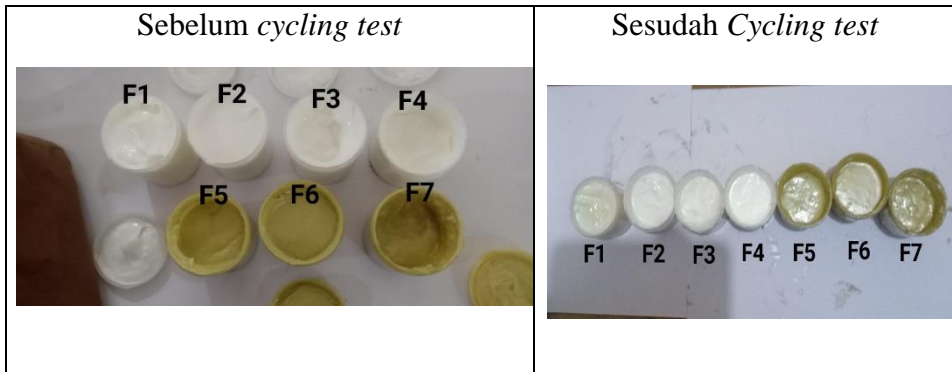 Sebelum cycling test
Sesudah Cycling test
F1 F2 F3 F4
F5 F6 F7
F1 F2 F3 F4 F5 F6 F7